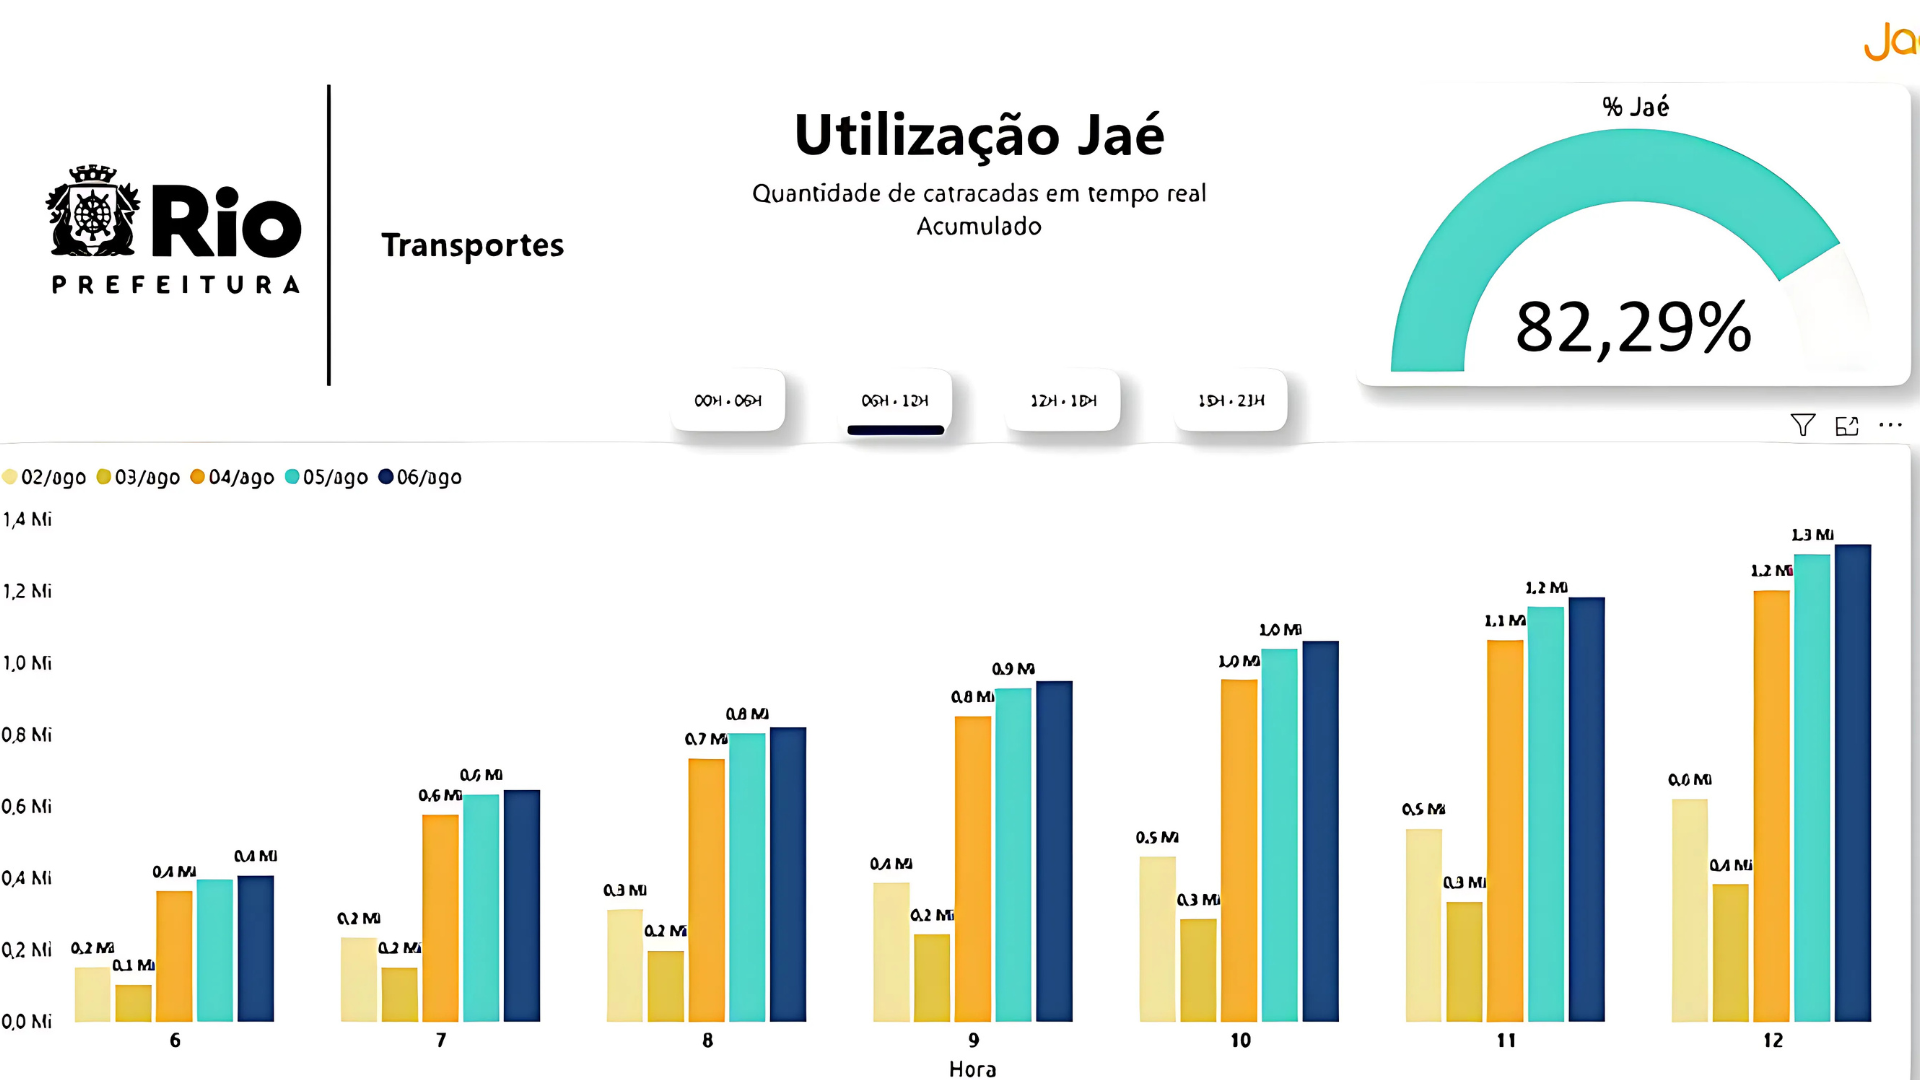 Rio
PREFEITURA
Transportes
Utilização Jaé
Quantidade de catracadas em tempo real
Acumulado
% Jaé
82,29%
00H - 06H
06H - 12H
02/ago 03/ago 04/ago 05/ago 06/ago
1,4 Mi
1,2 Mi
1,0 Mi
0,8 Mi
0,6 Mi
0,4 Mi
0,2 Mi
0,0 Mi
0.2 Mi 0.1 Mi 0.4 Mi 0.4 Mi
0.2 Mi 0.2 Mi 0.6 Mi 0.6 Mi
0.3 Mi 0.2 Mi 0.7 Mi 0.8 Mi
0.4 Mi 0.2 Mi 0.8 Mi 0.9 Mi
0.5 Mi 0.3 Mi 1.0 Mi 1.0 Mi
0.5 Mi 0.3 Mi 1.1 Mi 1.2 Mi
0.6 Mi 0.4 Mi 1.2 Mi 1.3 Mi
6 7 8 9 10 11 12
Hora